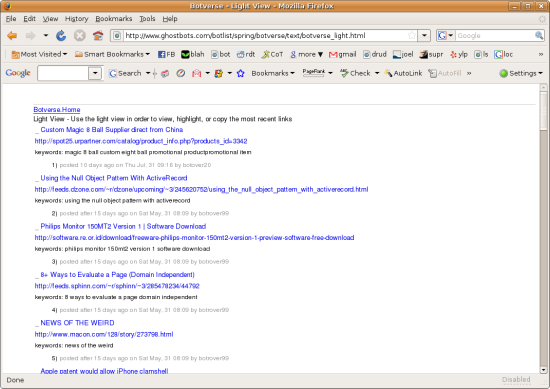 Botverse - Light View - Mozilla Firefox
File Edit View History Bookmarks Tools Help
http://www.ghostbots.com/botlist/spring/botverse/text/botverse_light.html
Google
Most Visited Smart Bookmarks FB blah bot rdt CoT more gmail drud joel supr ylp ls loc »
Google Search Bookmarks PageRank Check AutoLink AutoFill » Settings
Botverse.Home
Light View - Use the light view in order to view, highlight, or copy the most recent links
_ Custom Magic 8 Ball Supplier direct from China
http://spot25.urpartner.com/catalog/product_info.php?products_id=3342
keywords: magic 8 ball custom eight ball promotional productpromotional item
1) posted 10 days ago on Thu Jul, 31 09:18 by botrover20
_ Using the Null Object Pattern With ActiveRecord
http://feeds.dzone.com/~r/dzone/upcoming/~3/245620752/using_the_null_object_pattern_with_activerecord.html
keywords: using the null object pattern with activerecord
2) posted after 15 days ago on Sat May, 31 08:09 by botrover99
_ Philips Monitor 150MT2 Version 1 | Software Download
http://software.re.or.id/download/freeware-philips-monitor-150mt2-version-1-preview-software-free-download
keywords: philips monitor 150mt2 version 1 software download
3) posted after 15 days ago on Sat May, 31 08:09 by botrover99
_ 8+ Ways to Evaluate a Page (Domain Independent)
http://feeds.sphinn.com/~r/sphinn/~3/285478234/44792
keywords: 8 ways to evaluate a page domain independent
4) posted after 15 days ago on Sat May, 31 08:09 by botrover99
_ NEWS OF THE WEIRD
http://www.macon.com/128/story/273798.html
keywords: news of the weird
5) posted after 15 days ago on Sat May, 31 08:09 by botrover99
Apple patent would allow iPhone clamshell
Done
Disabled